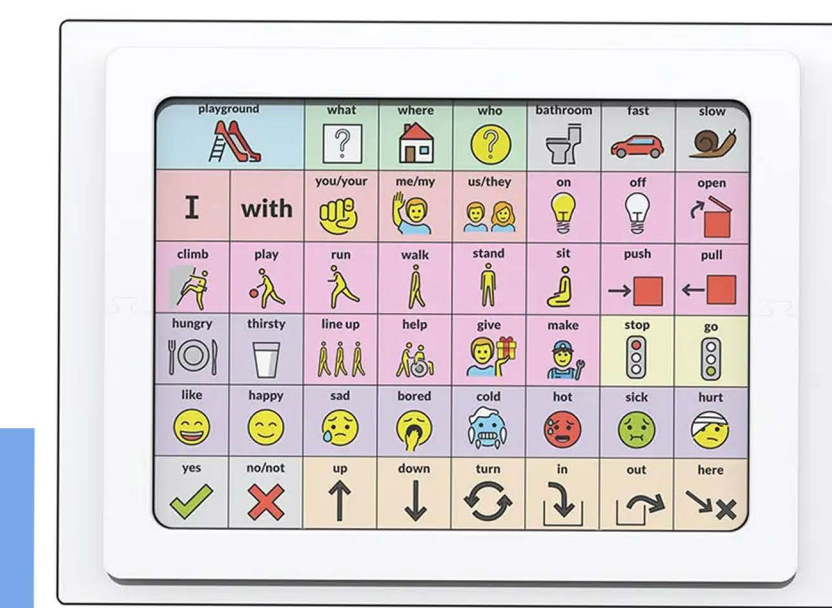 playground what where who bathroom fast slow
I with you/your me/my us/they on off open
climb play run walk stand sit push pull
hungry thirsty line up help give make stop go
like happy sad bored cold hot sick hurt
yes no/not up down turn in out here